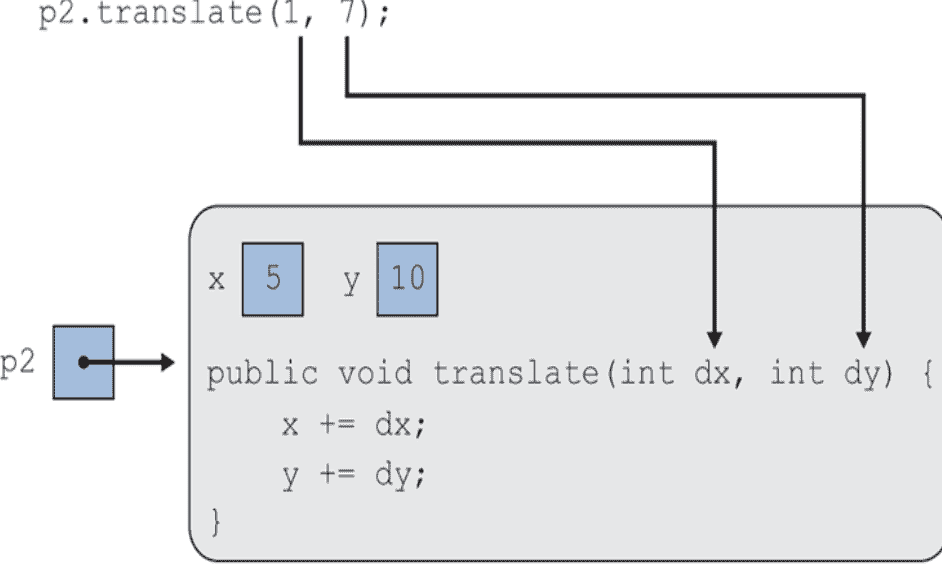 p2.translate(1, 7);
x 5 y 10
p2
public void translate(int dx, int dy) {
x += dx;
y += dy;
}